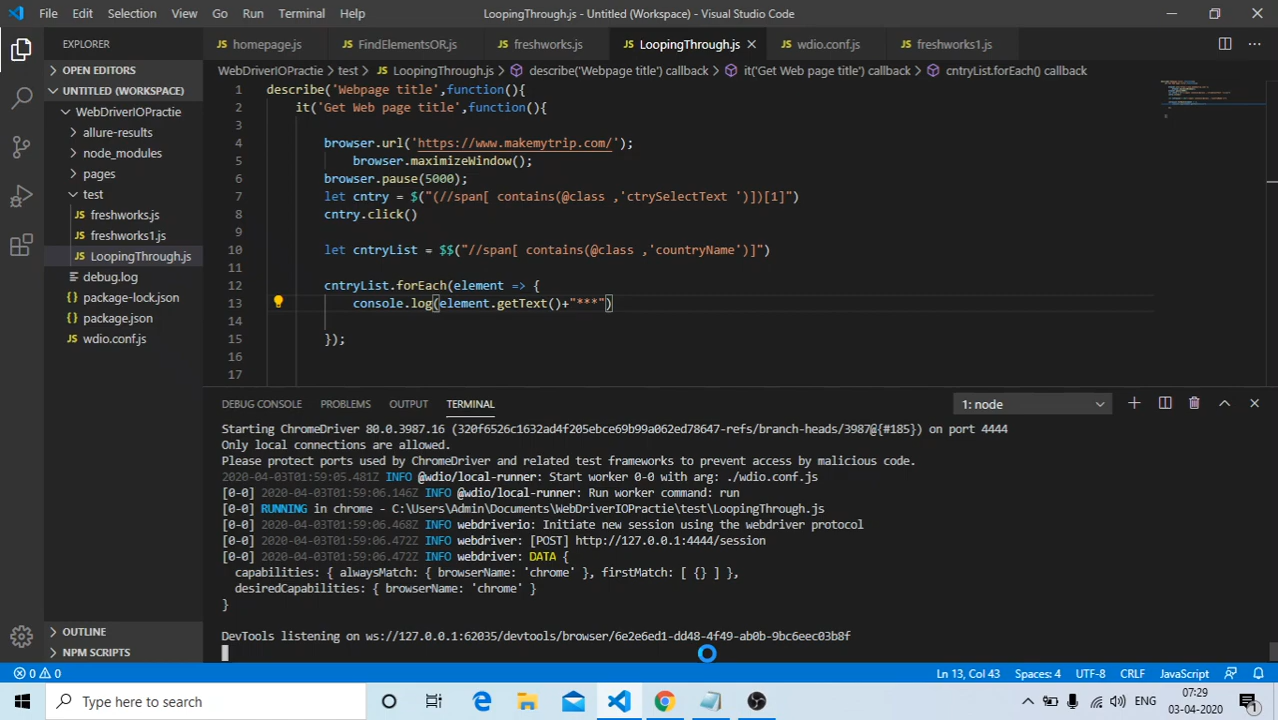 File Edit Selection View Go Run Terminal Help
LoopingThrough.js - Untitled (Workspace) - Visual Studio Code
EXPLORER
JS homepage.js
JS FindElementsOR.js
JS freshworks.js
JS LoopingThrough.js
JS wdio.conf.js
JS freshworks1.js
OPEN EDITORS
UNTITLED (WORKSPACE)
WebDriverIOPractie
allure-results
node_modules
pages
test
JS freshworks.js
JS freshworks1.js
JS LoopingThrough.js
debug.log
package-lock.json
package.json
JS wdio.conf.js
OUTLINE
NPM SCRIPTS
WebDriverIOPractie > test > JS LoopingThrough.js > describe('Webpage title') callback > it('Get Web page title') callback > cntryList.forEach() callback
1 describe('Webpage title',function(){
2 it('Get Web page title',function(){
3
4 browser.url('https://www.makemytrip.com/');
5 browser.maximizeWindow();
6 browser.pause(5000);
7 let cntry = $("(//span[ contains(@class ,'ctrySelectText ')])[1]")
8 cntry.click()
9
10 let cntryList = $$("//span[ contains(@class ,'countryName')]")
11
12 cntryList.forEach(element => {
13 console.log(element.getText()+"***")
14
15 });
16
17
DEBUG CONSOLE PROBLEMS OUTPUT TERMINAL
1: node
Starting ChromeDriver 80.0.3987.16 (320f6526c1632ad4f205ebce69b99a062ed78647-refs/branch-heads/3987@{#185}) on port 4444
Only local connections are allowed.
Please protect ports used by ChromeDriver and related test frameworks to prevent access by malicious code.
2020-04-03T01:59:05.481Z INFO @wdio/local-runner: Start worker 0-0 with arg: ./wdio.conf.js
[0-0] 2020-04-03T01:59:06.146Z INFO @wdio/local-runner: Run worker command: run
[0-0] RUNNING in chrome - C:\Users\Admin\Documents\WebDriverIOPractie\test\LoopingThrough.js
[0-0] 2020-04-03T01:59:06.468Z INFO webdriverio: Initiate new session using the webdriver protocol
[0-0] 2020-04-03T01:59:06.472Z INFO webdriver: [POST] http://127.0.0.1:4444/session
[0-0] 2020-04-03T01:59:06.472Z INFO webdriver: DATA {
capabilities: { alwaysMatch: { browserName: 'chrome' }, firstMatch: [ {} ] },
desiredCapabilities: { browserName: 'chrome' }
}
DevTools listening on ws://127.0.0.1:62035/devtools/browser/6e2e6ed1-dd48-4f49-ab0b-9bc6eec03b8f
0 0
Ln 13, Col 43 Spaces: 4 UTF-8 CRLF JavaScript
Type here to search
ENG
07:29
03-04-2020
1